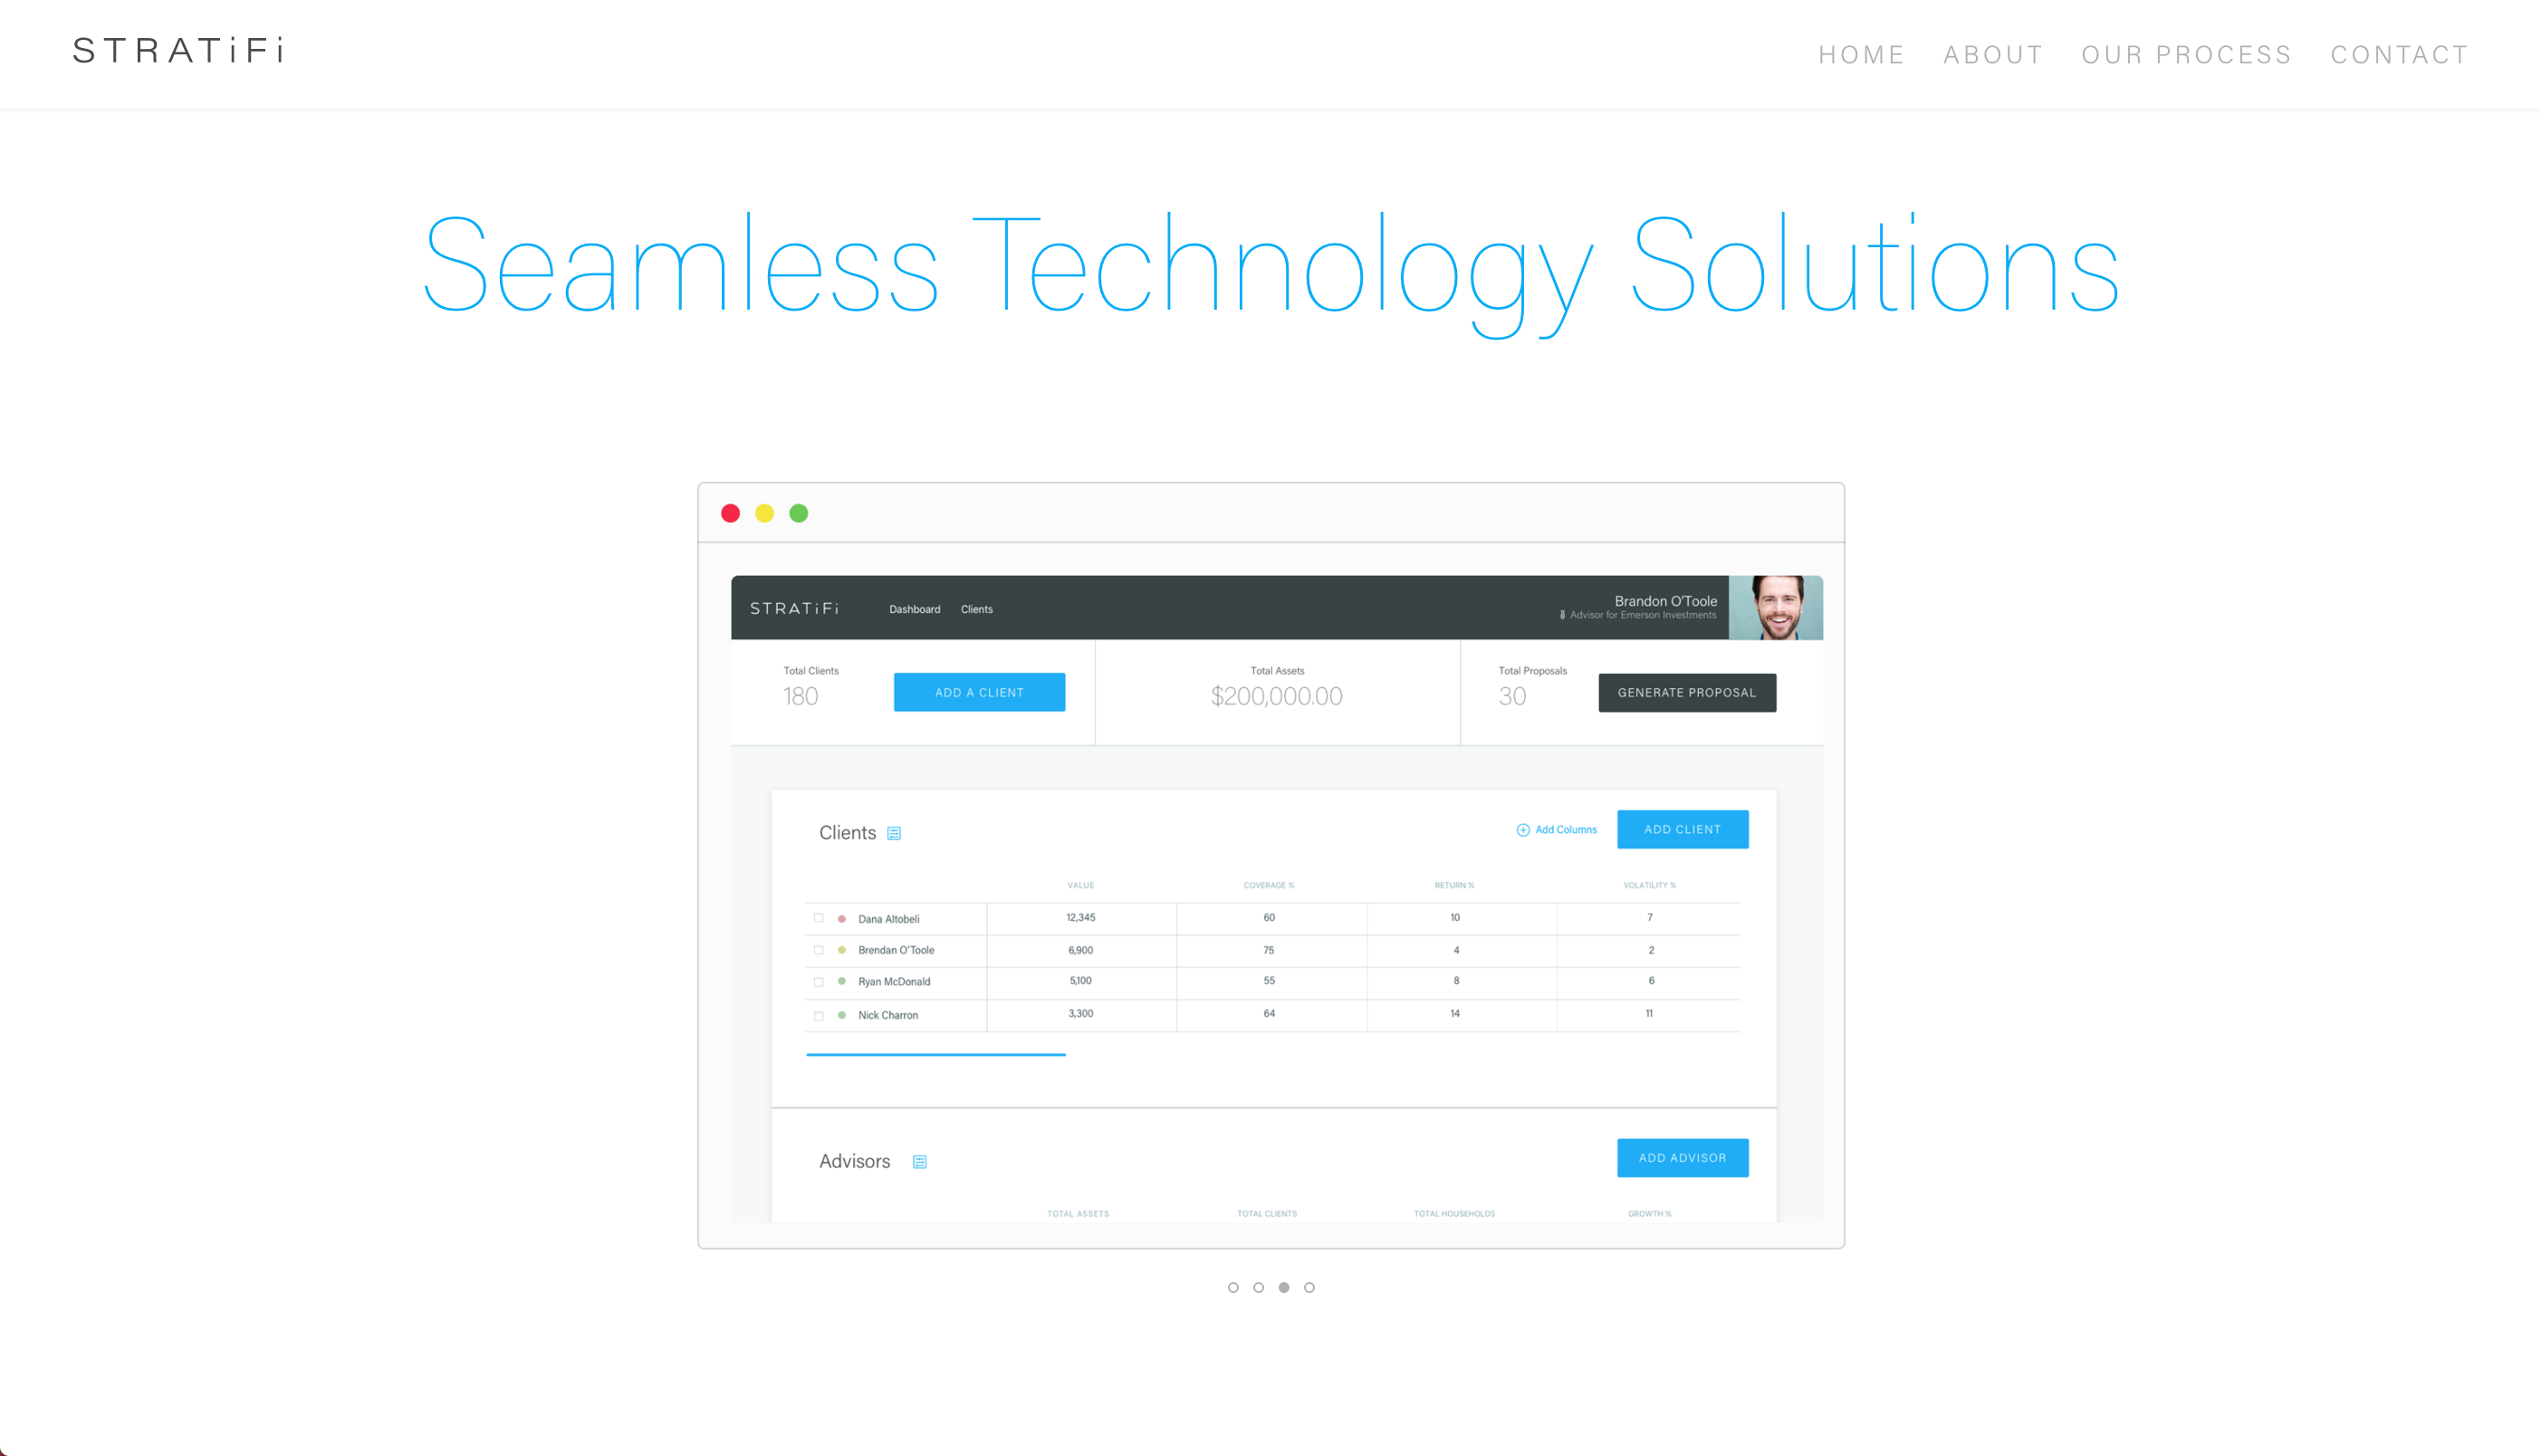 STRATiFi
HOME ABOUT OUR PROCESS CONTACT
Seamless Technology Solutions
STRATiFi Dashboard Clients
Brandon O'Toole
Advisor for Emerson Investments
Total Clients
180
ADD A CLIENT
Total Assets
$200,000.00
Total Proposals
30
GENERATE PROPOSAL
Clients
Add Columns
ADD CLIENT
VALUE COVERAGE % RETURN % VOLATILITY %
Dana Altobeli 12,345 60 10 7
Brendan O'Toole 6,900 75 4 2
Ryan McDonald 5,100 55 8 6
Nick Charron 3,300 64 14 11
Advisors
ADD ADVISOR
TOTAL ASSETS TOTAL CLIENTS TOTAL HOUSEHOLDS GROWTH %